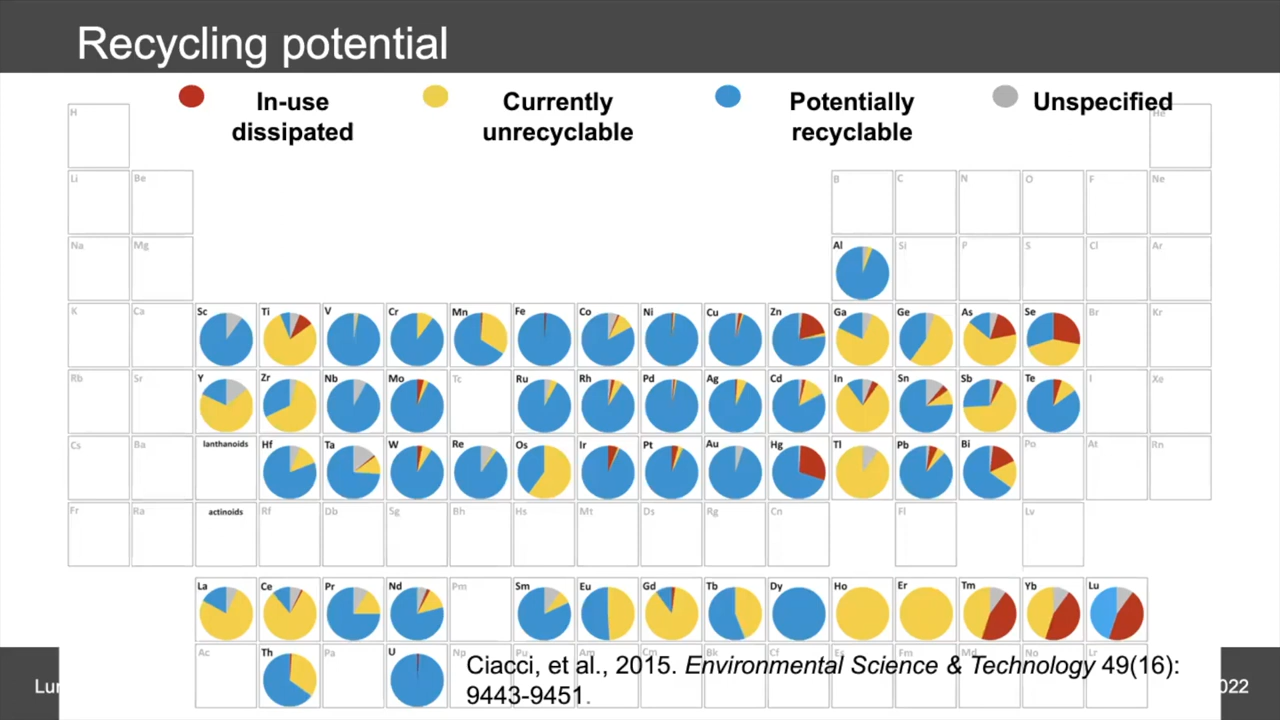 Recycling potential
In-use
dissipated
Currently
unrecyclable
Potentially
recyclable
Unspecified
H He
Li Be B C N O F Ne
Na Mg Al Si P S Cl Ar
K Ca Sc Ti V Cr Mn Fe Co Ni Cu Zn Ga Ge As Se Br Kr
Rb Sr Y Zr Nb Mo Tc Ru Rh Pd Ag Cd In Sn Sb Te I Xe
Cs Ba lanthanoids Hf Ta W Re Os Ir Pt Au Hg Tl Pb Bi Po At Rn
Fr Ra actinoids Rf Db Sg Bh Hs Mt Ds Rg Cn Fl Lv
La Ce Pr Nd Pm Sm Eu Gd Tb Dy Ho Er Tm Yb Lu
Ac Th Pa U Np Pu Am Cm Bk Cf Es Fm Md No Lr
Ciacci, et al., 2015. Environmental Science & Technology 49(16):
9443-9451.